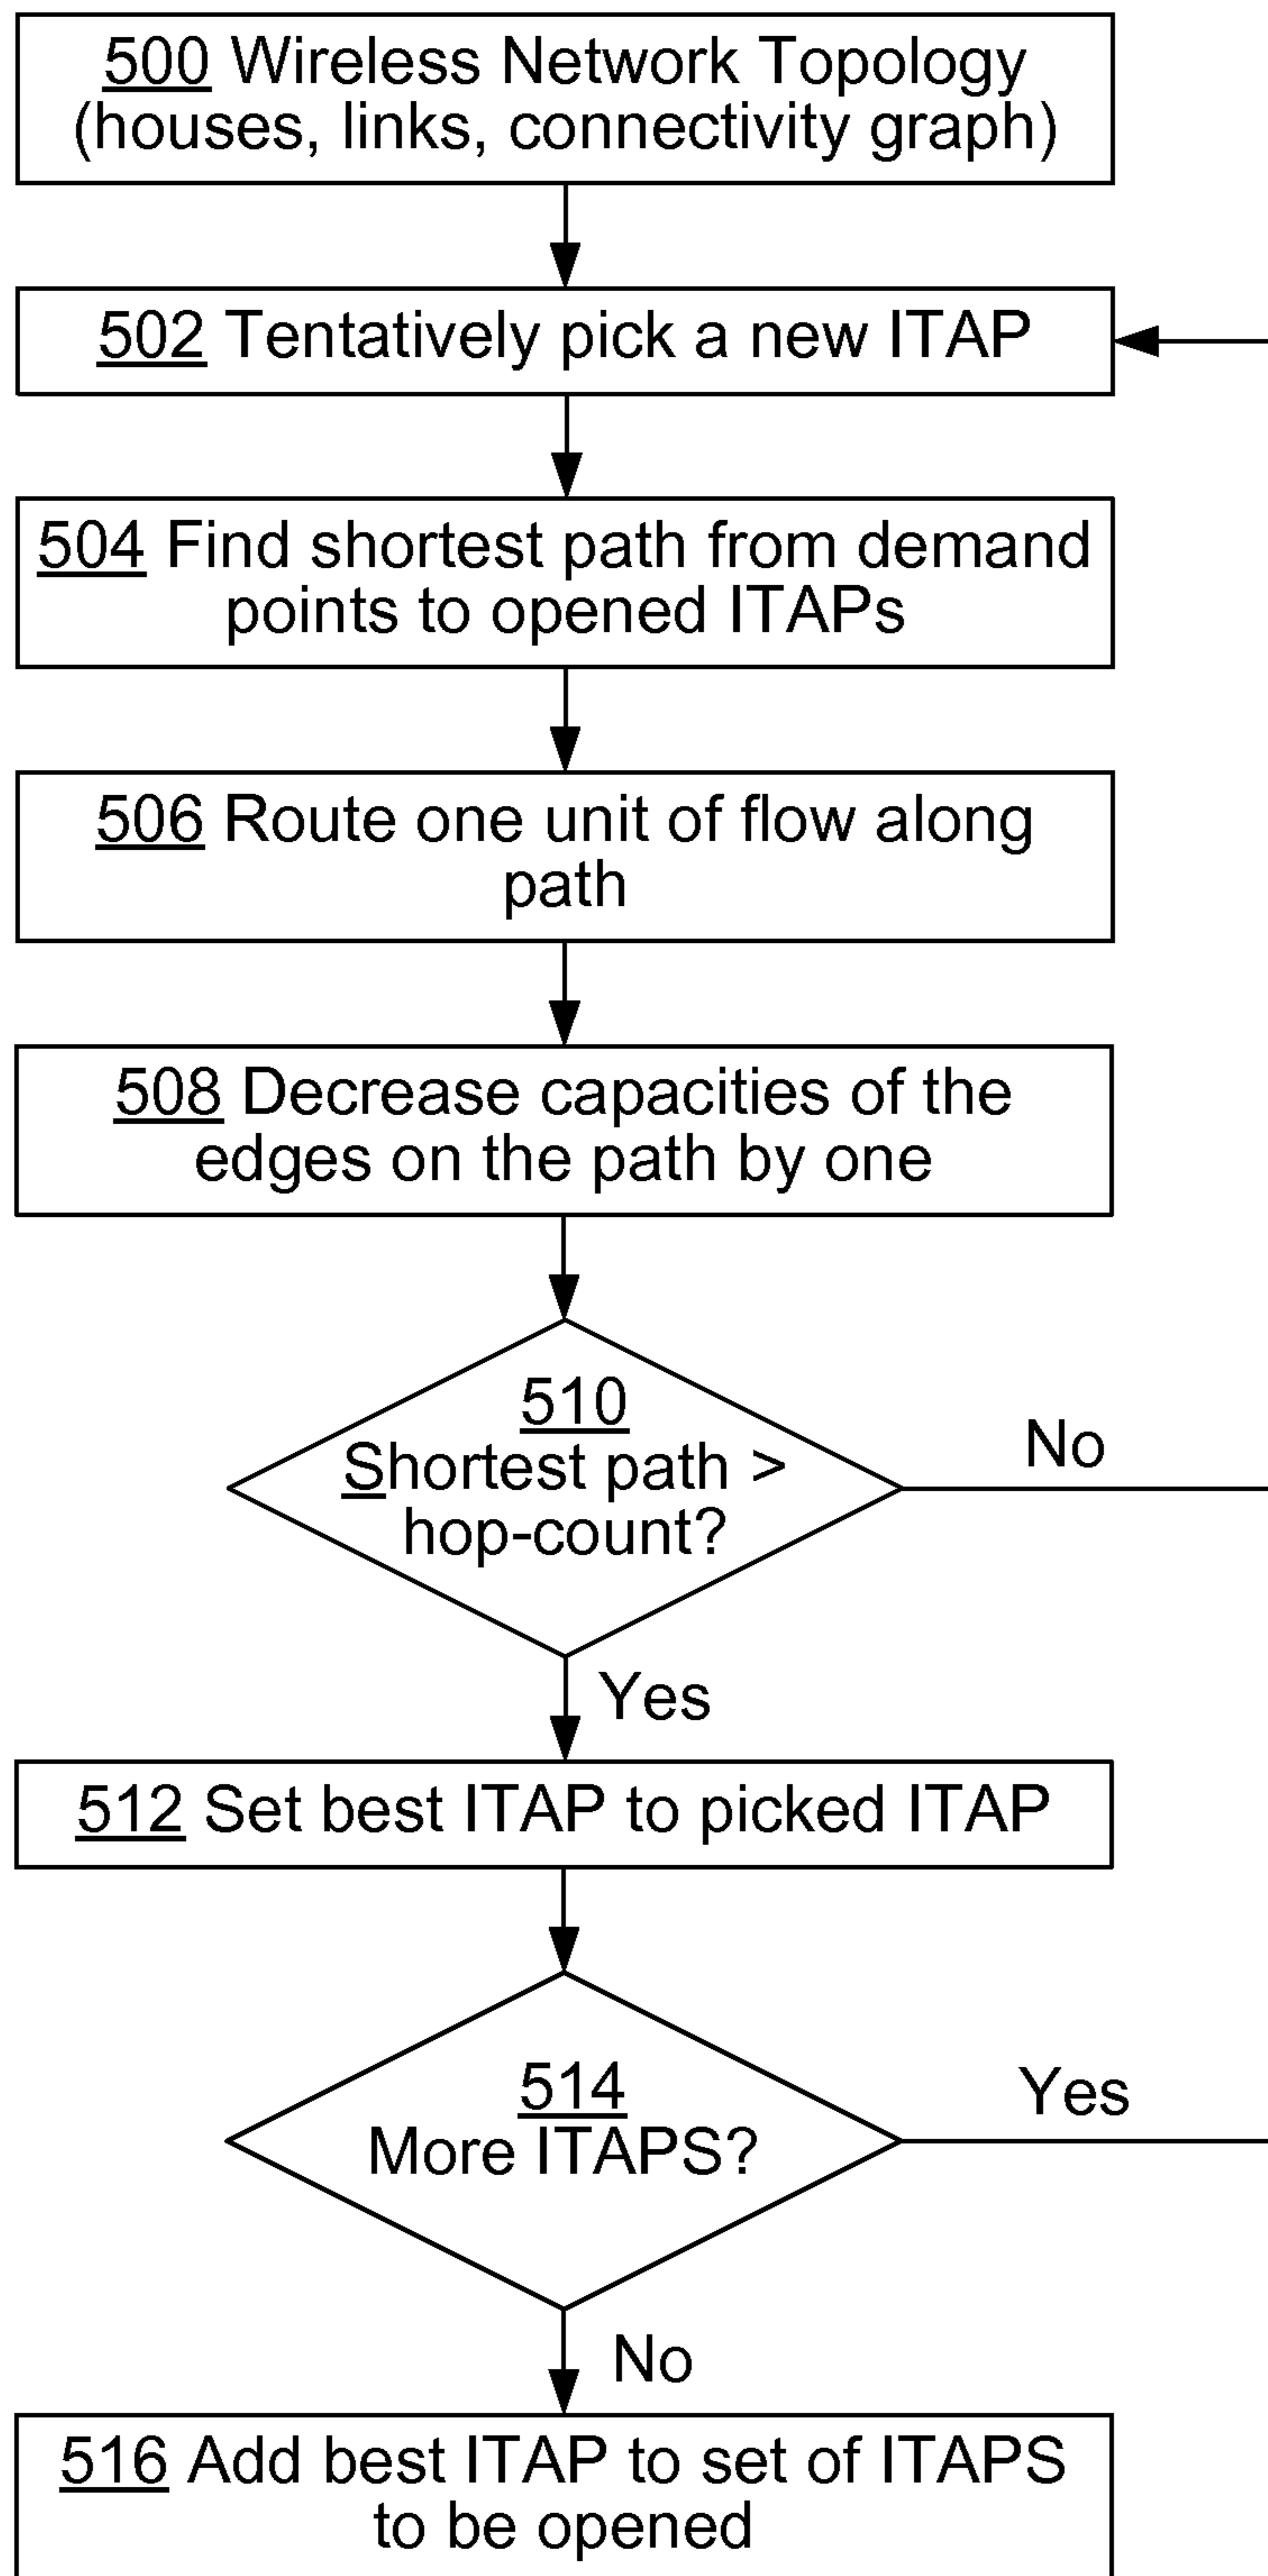 500 Wireless Network Topology
(houses, links, connectivity graph)
502 Tentatively pick a new ITAP
504 Find shortest path from demand
points to opened ITAPs
506 Route one unit of flow along
path
508 Decrease capacities of the
edges on the path by one
510
Shortest path >
hop-count?
No
Yes
512 Set best ITAP to picked ITAP
514
More ITAPS?
Yes
No
516 Add best ITAP to set of ITAPS
to be opened